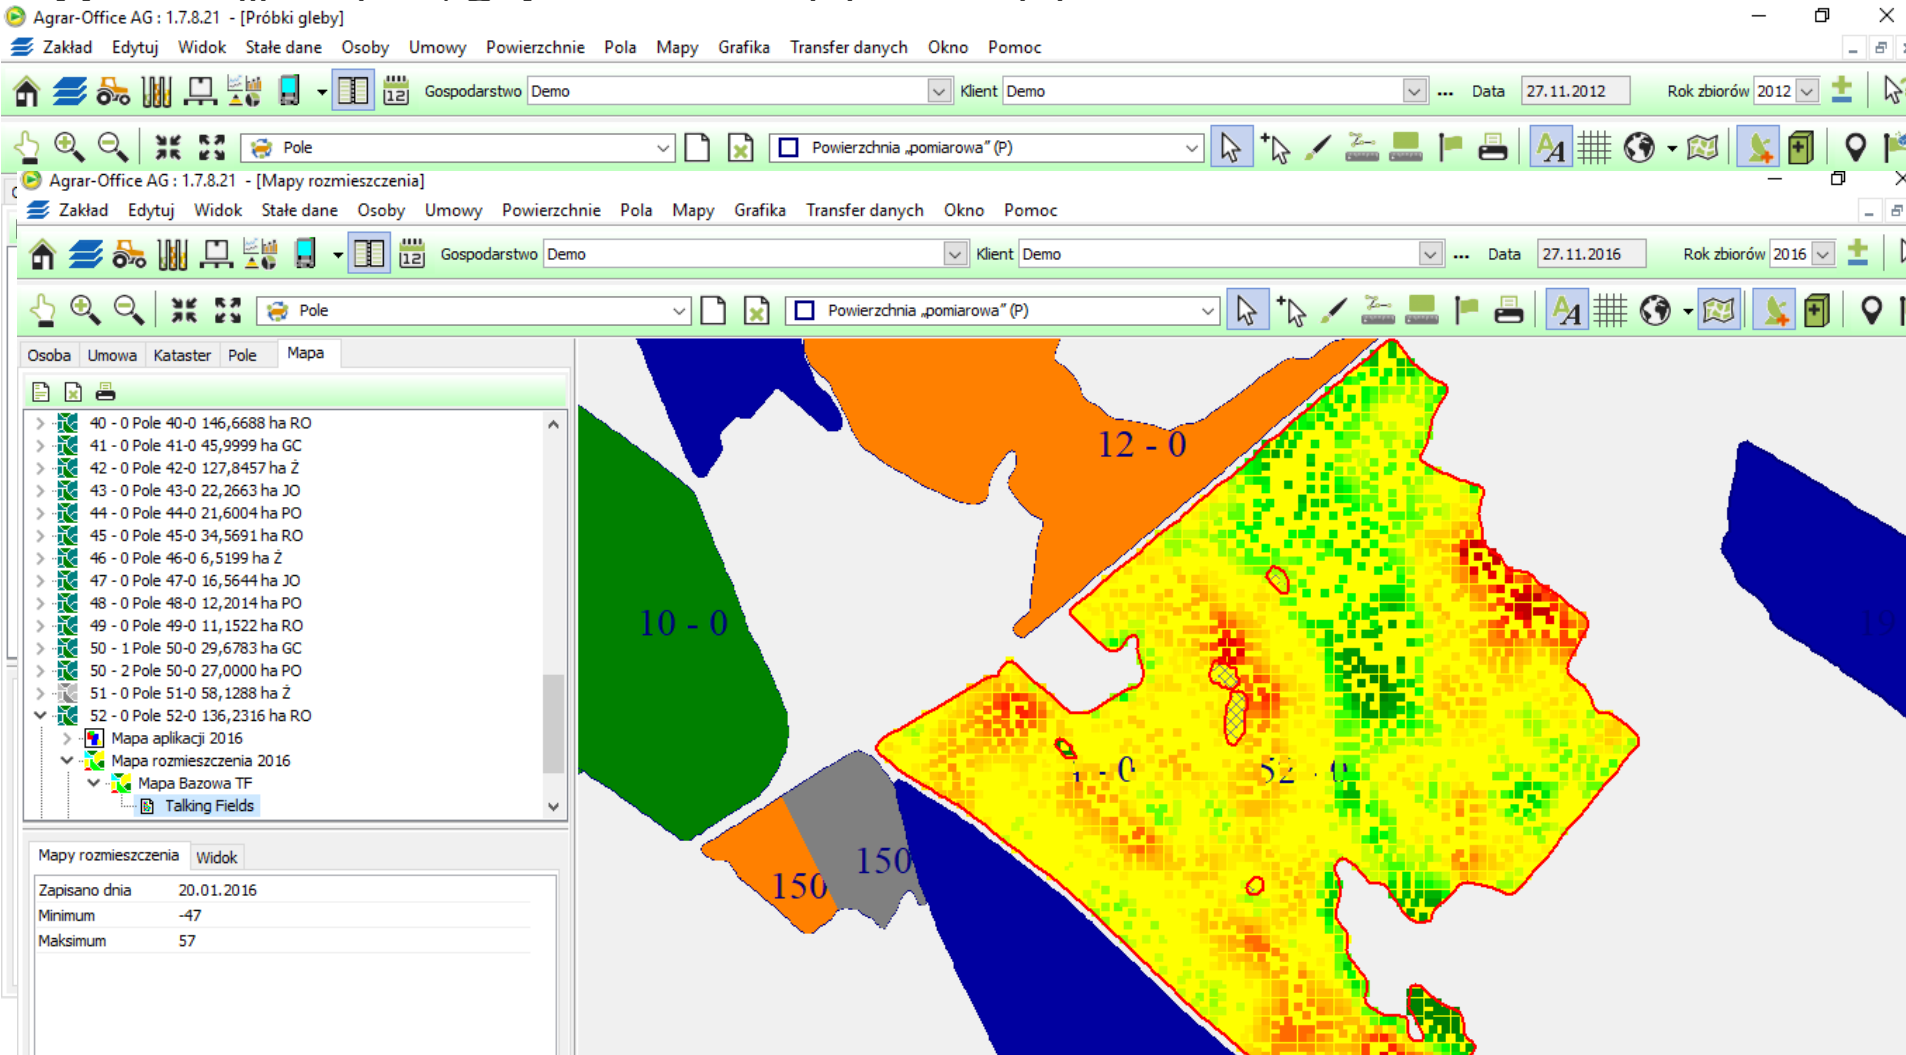 Agrar-Office AG : 1.7.8.21 - [Próbki gleby]
Zakład Edytuj Widok Stałe dane Osoby Umowy Powierzchnie Pola Mapy Grafika Transfer danych Okno Pomoc
12 Gospodarstwo Demo Klient Demo ... Data 27.11.2012 Rok zbiorów 2012
Pole Powierzchnia „pomiarowa” (P)
Agrar-Office AG : 1.7.8.21 - [Mapy rozmieszczenia]
Zakład Edytuj Widok Stałe dane Osoby Umowy Powierzchnie Pola Mapy Grafika Transfer danych Okno Pomoc
12 Gospodarstwo Demo Klient Demo ... Data 27.11.2016 Rok zbiorów 2016
Pole Powierzchnia „pomiarowa” (P)
Osoba Umowa Kataster Pole Mapa
40 - 0 Pole 40-0 146,6688 ha RO
41 - 0 Pole 41-0 45,9999 ha GC
42 - 0 Pole 42-0 127,8457 ha Ż
43 - 0 Pole 43-0 22,2663 ha JO
44 - 0 Pole 44-0 21,6004 ha PO
45 - 0 Pole 45-0 34,5691 ha RO
46 - 0 Pole 46-0 6,5199 ha Ż
47 - 0 Pole 47-0 16,5644 ha JO
48 - 0 Pole 48-0 12,2014 ha PO
49 - 0 Pole 49-0 11,1522 ha RO
50 - 1 Pole 50-0 29,6783 ha GC
50 - 2 Pole 50-0 27,0000 ha PO
51 - 0 Pole 51-0 58,1288 ha Ż
52 - 0 Pole 52-0 136,2316 ha RO
Mapa aplikacji 2016
Mapa rozmieszczenia 2016
Mapa Bazowa TF
Talking Fields
Mapy rozmieszczenia Widok
Zapisano dnia 20.01.2016
Minimum -47
Maksimum 57
12 - 0
10 - 0
19
1 - 0
52 - 0
150
150